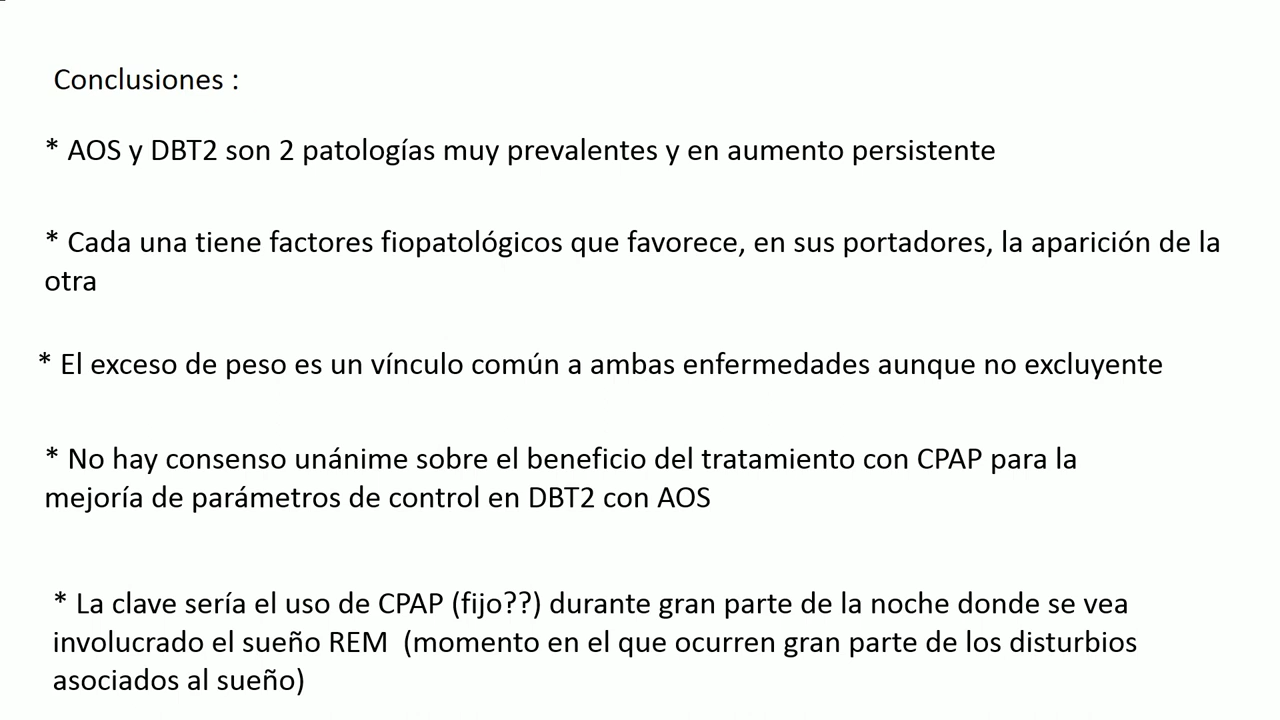 Conclusiones :
* AOS y DBT2 son 2 patologías muy prevalentes y en aumento persistente
* Cada una tiene factores fiopatológicos que favorece, en sus portadores, la aparición de la
otra
* El exceso de peso es un vínculo común a ambas enfermedades aunque no excluyente
* No hay consenso unánime sobre el beneficio del tratamiento con CPAP para la
mejoría de parámetros de control en DBT2 con AOS
* La clave sería el uso de CPAP (fijo??) durante gran parte de la noche donde se vea
involucrado el sueño REM  (momento en el que ocurren gran parte de los disturbios
asociados al sueño)